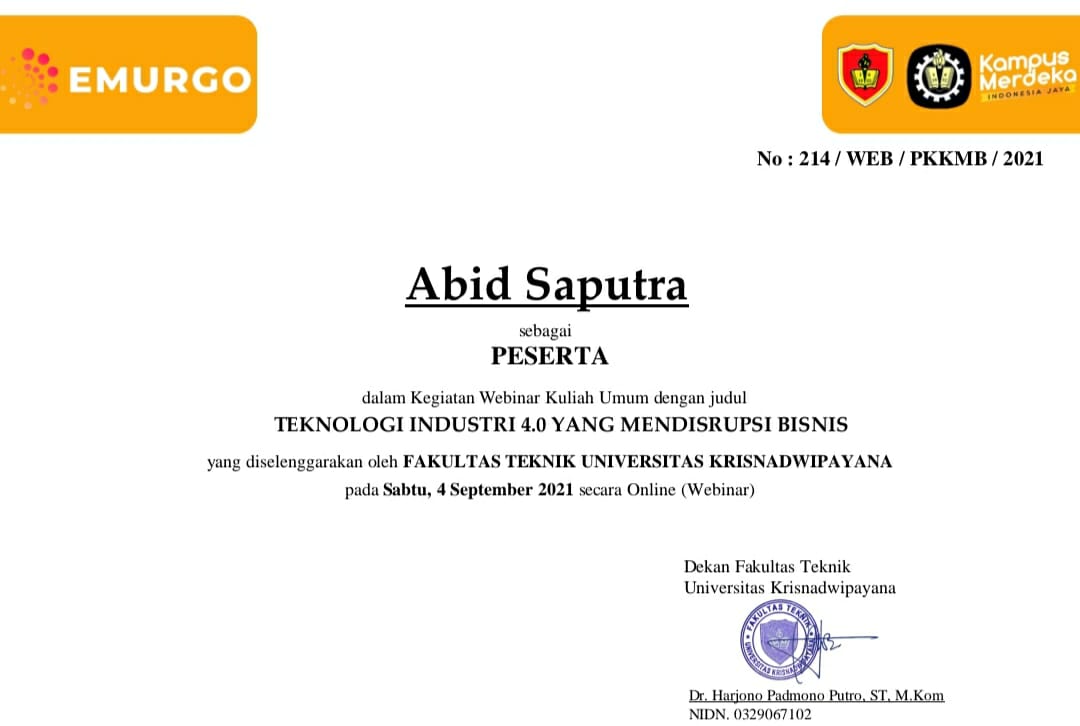 EMURGO
Kampus
Merdeka
INDONESIA JAYA
No : 214 / WEB / PKKMB / 2021
Abid Saputra
sebagai
PESERTA
dalam Kegiatan Webinar Kuliah Umum dengan judul
TEKNOLOGI INDUSTRI 4.0 YANG MENDISRUPSI BISNIS
yang diselenggarakan oleh FAKULTAS TEKNIK UNIVERSITAS KRISNADWIPAYANA
pada Sabtu, 4 September 2021 secara Online (Webinar)
Dekan Fakultas Teknik
Universitas Krisnadwipayana
FAKULTAS TEKNIK
UNIVERSITAS KRISNADWIPAYANA
Dr. Harjono Padmono Putro, ST, M.Kom
NIDN. 0329067102